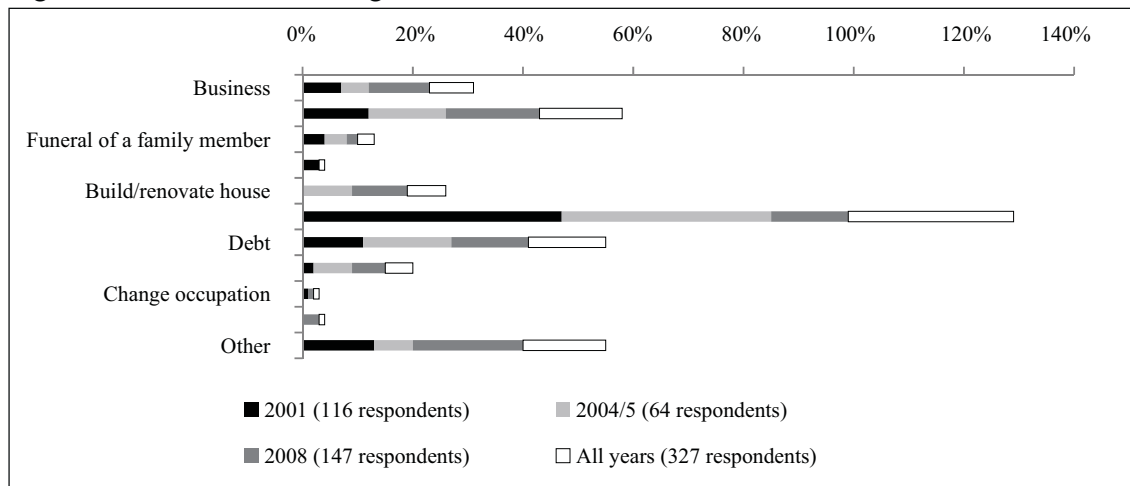 0% 20% 40% 60% 80% 100% 120% 140%
Business
Funeral of a family member
Build/renovate house
Debt
Change occupation
Other
2001 (116 respondents) 2004/5 (64 respondents)
2008 (147 respondents) All years (327 respondents)